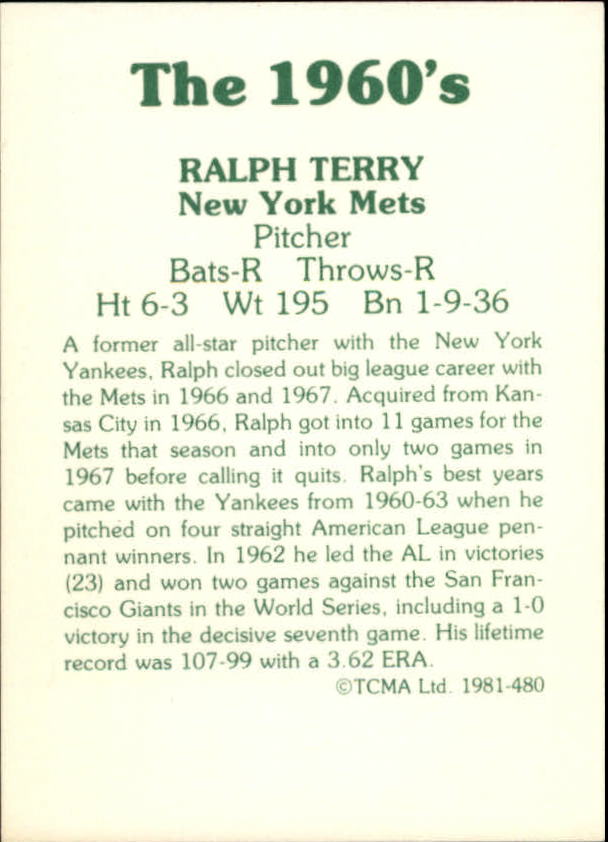 The 1960's
RALPH TERRY
New York Mets
Pitcher
Bats-R Throws-R
Ht 6-3 Wt 195 Bn 1-9-36
A former all-star pitcher with the New York
Yankees, Ralph closed out big league career with
the Mets in 1966 and 1967. Acquired from Kan-
sas City in 1966, Ralph got into 11 games for the
Mets that season and into only two games in
1967 before calling it quits. Ralph's best years
came with the Yankees from 1960-63 when he
pitched on four straight American League pen-
nant winners. In 1962 he led the AL in victories
(23) and won two games against the San Fran-
cisco Giants in the World Series, including a 1-0
victory in the decisive seventh game. His lifetime
record was 107-99 with a 3.62 ERA.
©TCMA Ltd. 1981-480